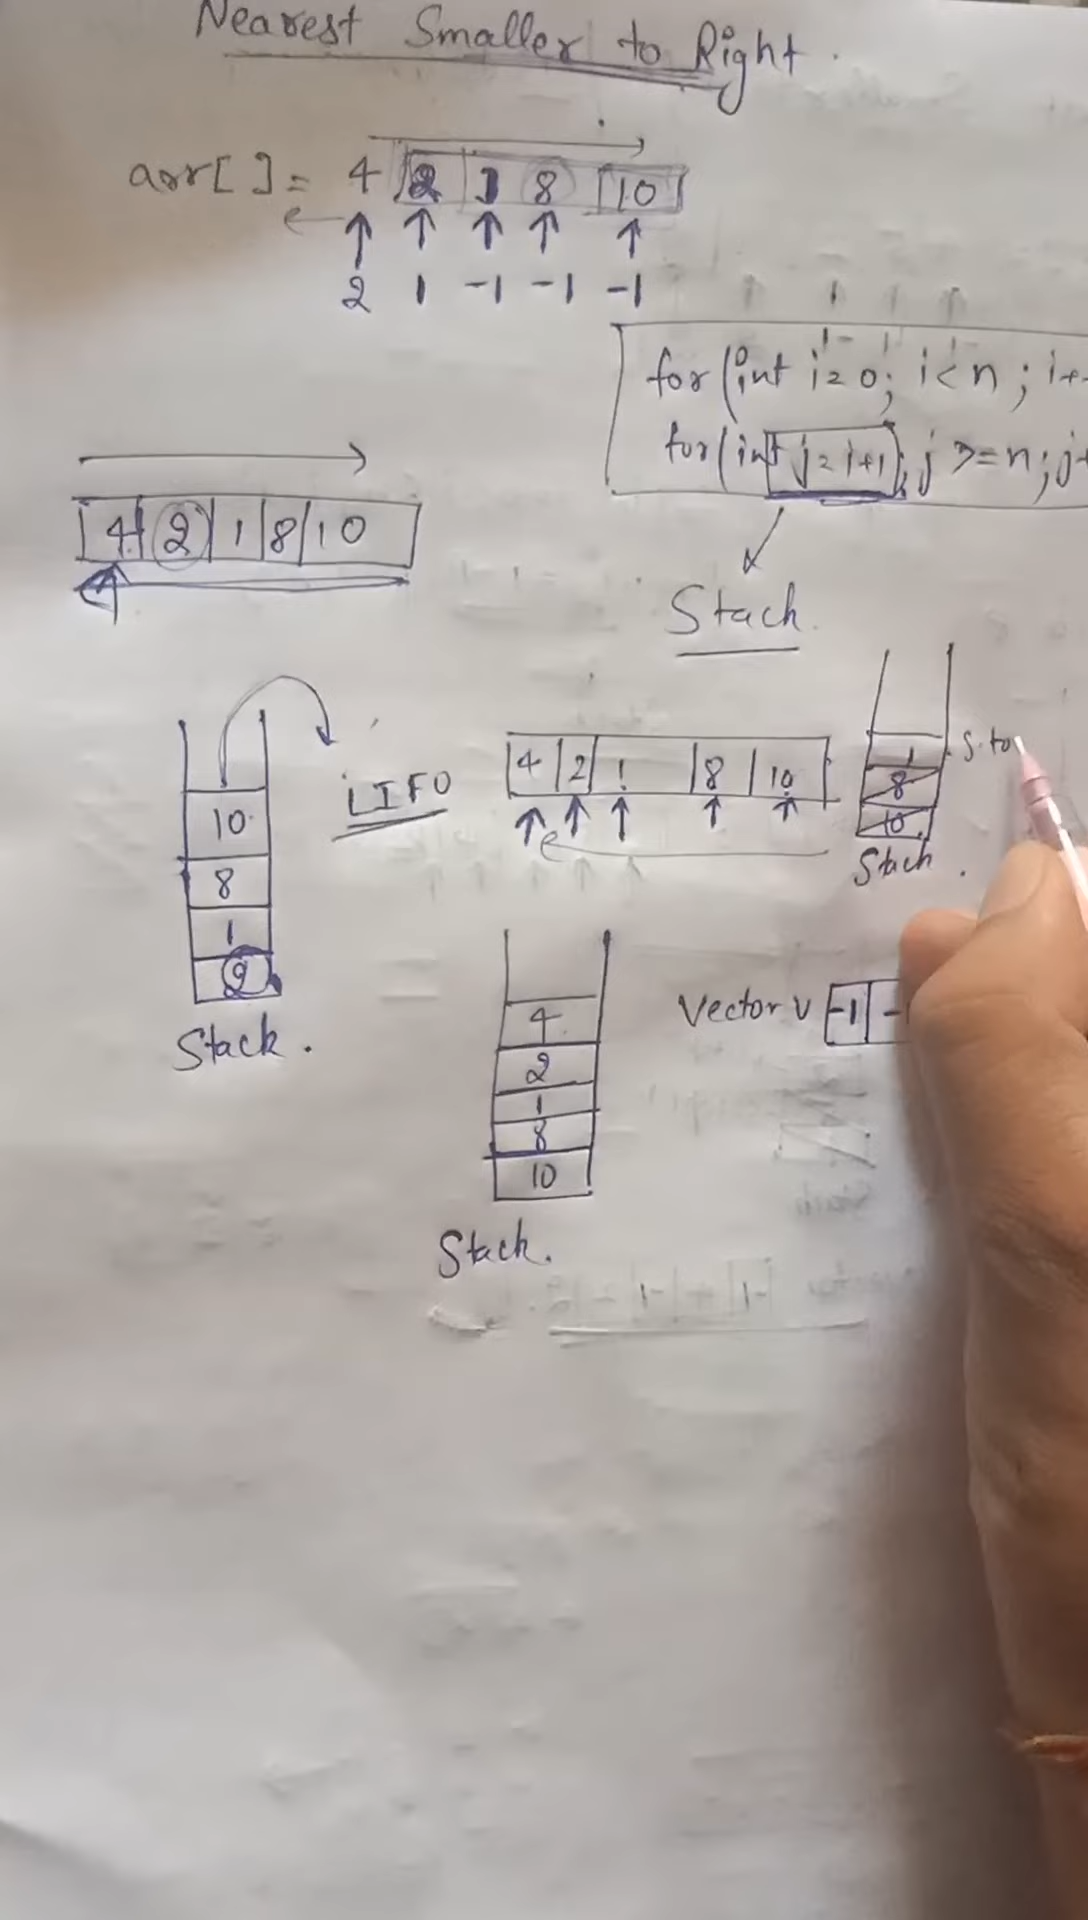 Nearest Smaller to Right.
arr[ ] = 4 2 1 8 10
2 1 -1 -1 -1
for (int i=0; i<n; i+
for (int j=i+1; j>=n; j+
4 2 1 8 10
Stack.
LIFO
10
8
1
2
Stack.
4 2 1 8 10
1
8
10
Stack.
S.to
4
2
1
8
10
Stack.
Vector v -1 -